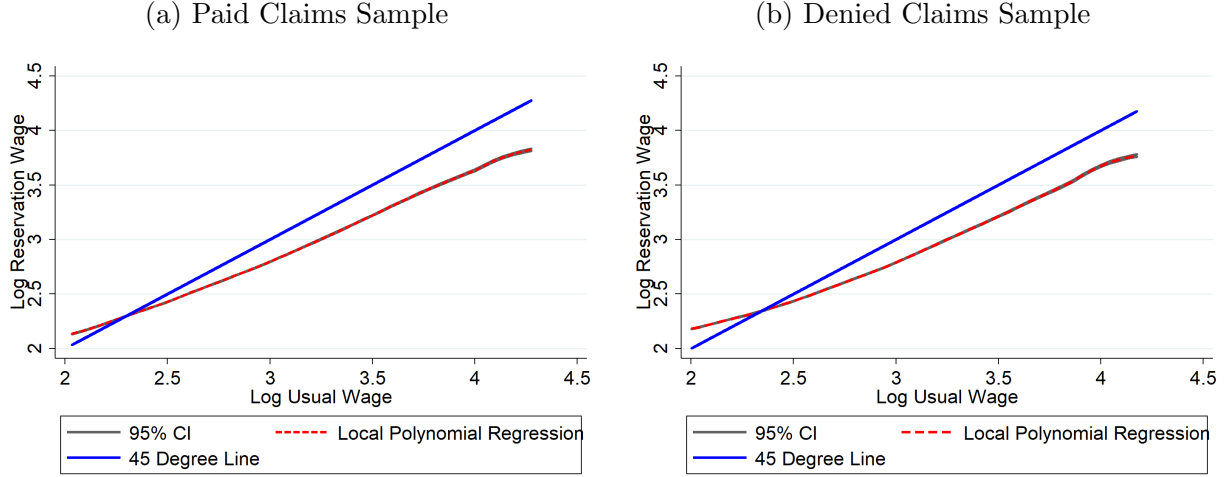 (a) Paid Claims Sample
Log Reservation Wage
4.5
4
3.5
3
2.5
2
2 2.5 3 3.5 4 4.5
Log Usual Wage
95% CI Local Polynomial Regression
45 Degree Line
(b) Denied Claims Sample
Log Reservation Wage
4.5
4
3.5
3
2.5
2
2 2.5 3 3.5 4 4.5
Log Usual Wage
95% CI Local Polynomial Regression
45 Degree Line